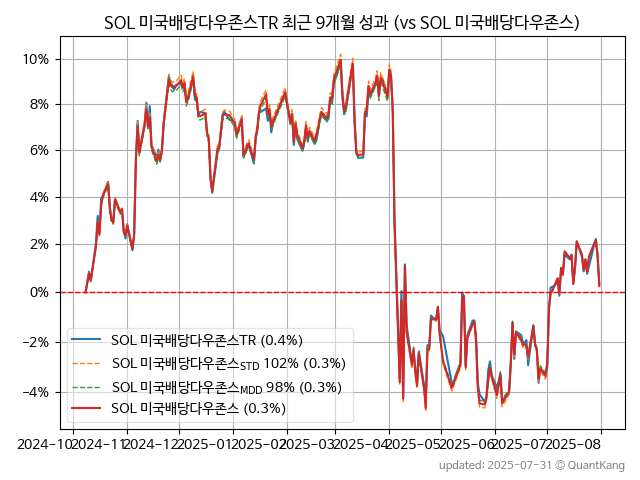 SOL 미국배당다우존스TR 최근 9개월 성과 (vs SOL 미국배당다우존스)
10%
8%
6%
4%
2%
0%
−2%
−4%
SOL 미국배당다우존스TR (0.4%)
SOL 미국배당다우존스STD 102% (0.3%)
SOL 미국배당다우존스MDD 98% (0.3%)
SOL 미국배당다우존스 (0.3%)
2024-10 2024-11 2024-12 2025-01 2025-02 2025-03 2025-04 2025-05 2025-06 2025-07 2025-08
updated: 2025-07-31 © QuantKang